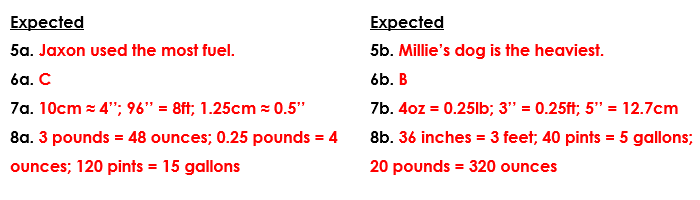 Expected
5a. Jaxon used the most fuel.
6a. C
7a. 10cm ≈ 4’’; 96’’ = 8ft; 1.25cm ≈ 0.5’’
8a. 3 pounds = 48 ounces; 0.25 pounds = 4
ounces; 120 pints = 15 gallons
Expected
5b. Millie’s dog is the heaviest.
6b. B
7b. 4oz = 0.25lb; 3’’ = 0.25ft; 5’’ = 12.7cm
8b. 36 inches = 3 feet; 40 pints = 5 gallons;
20 pounds = 320 ounces